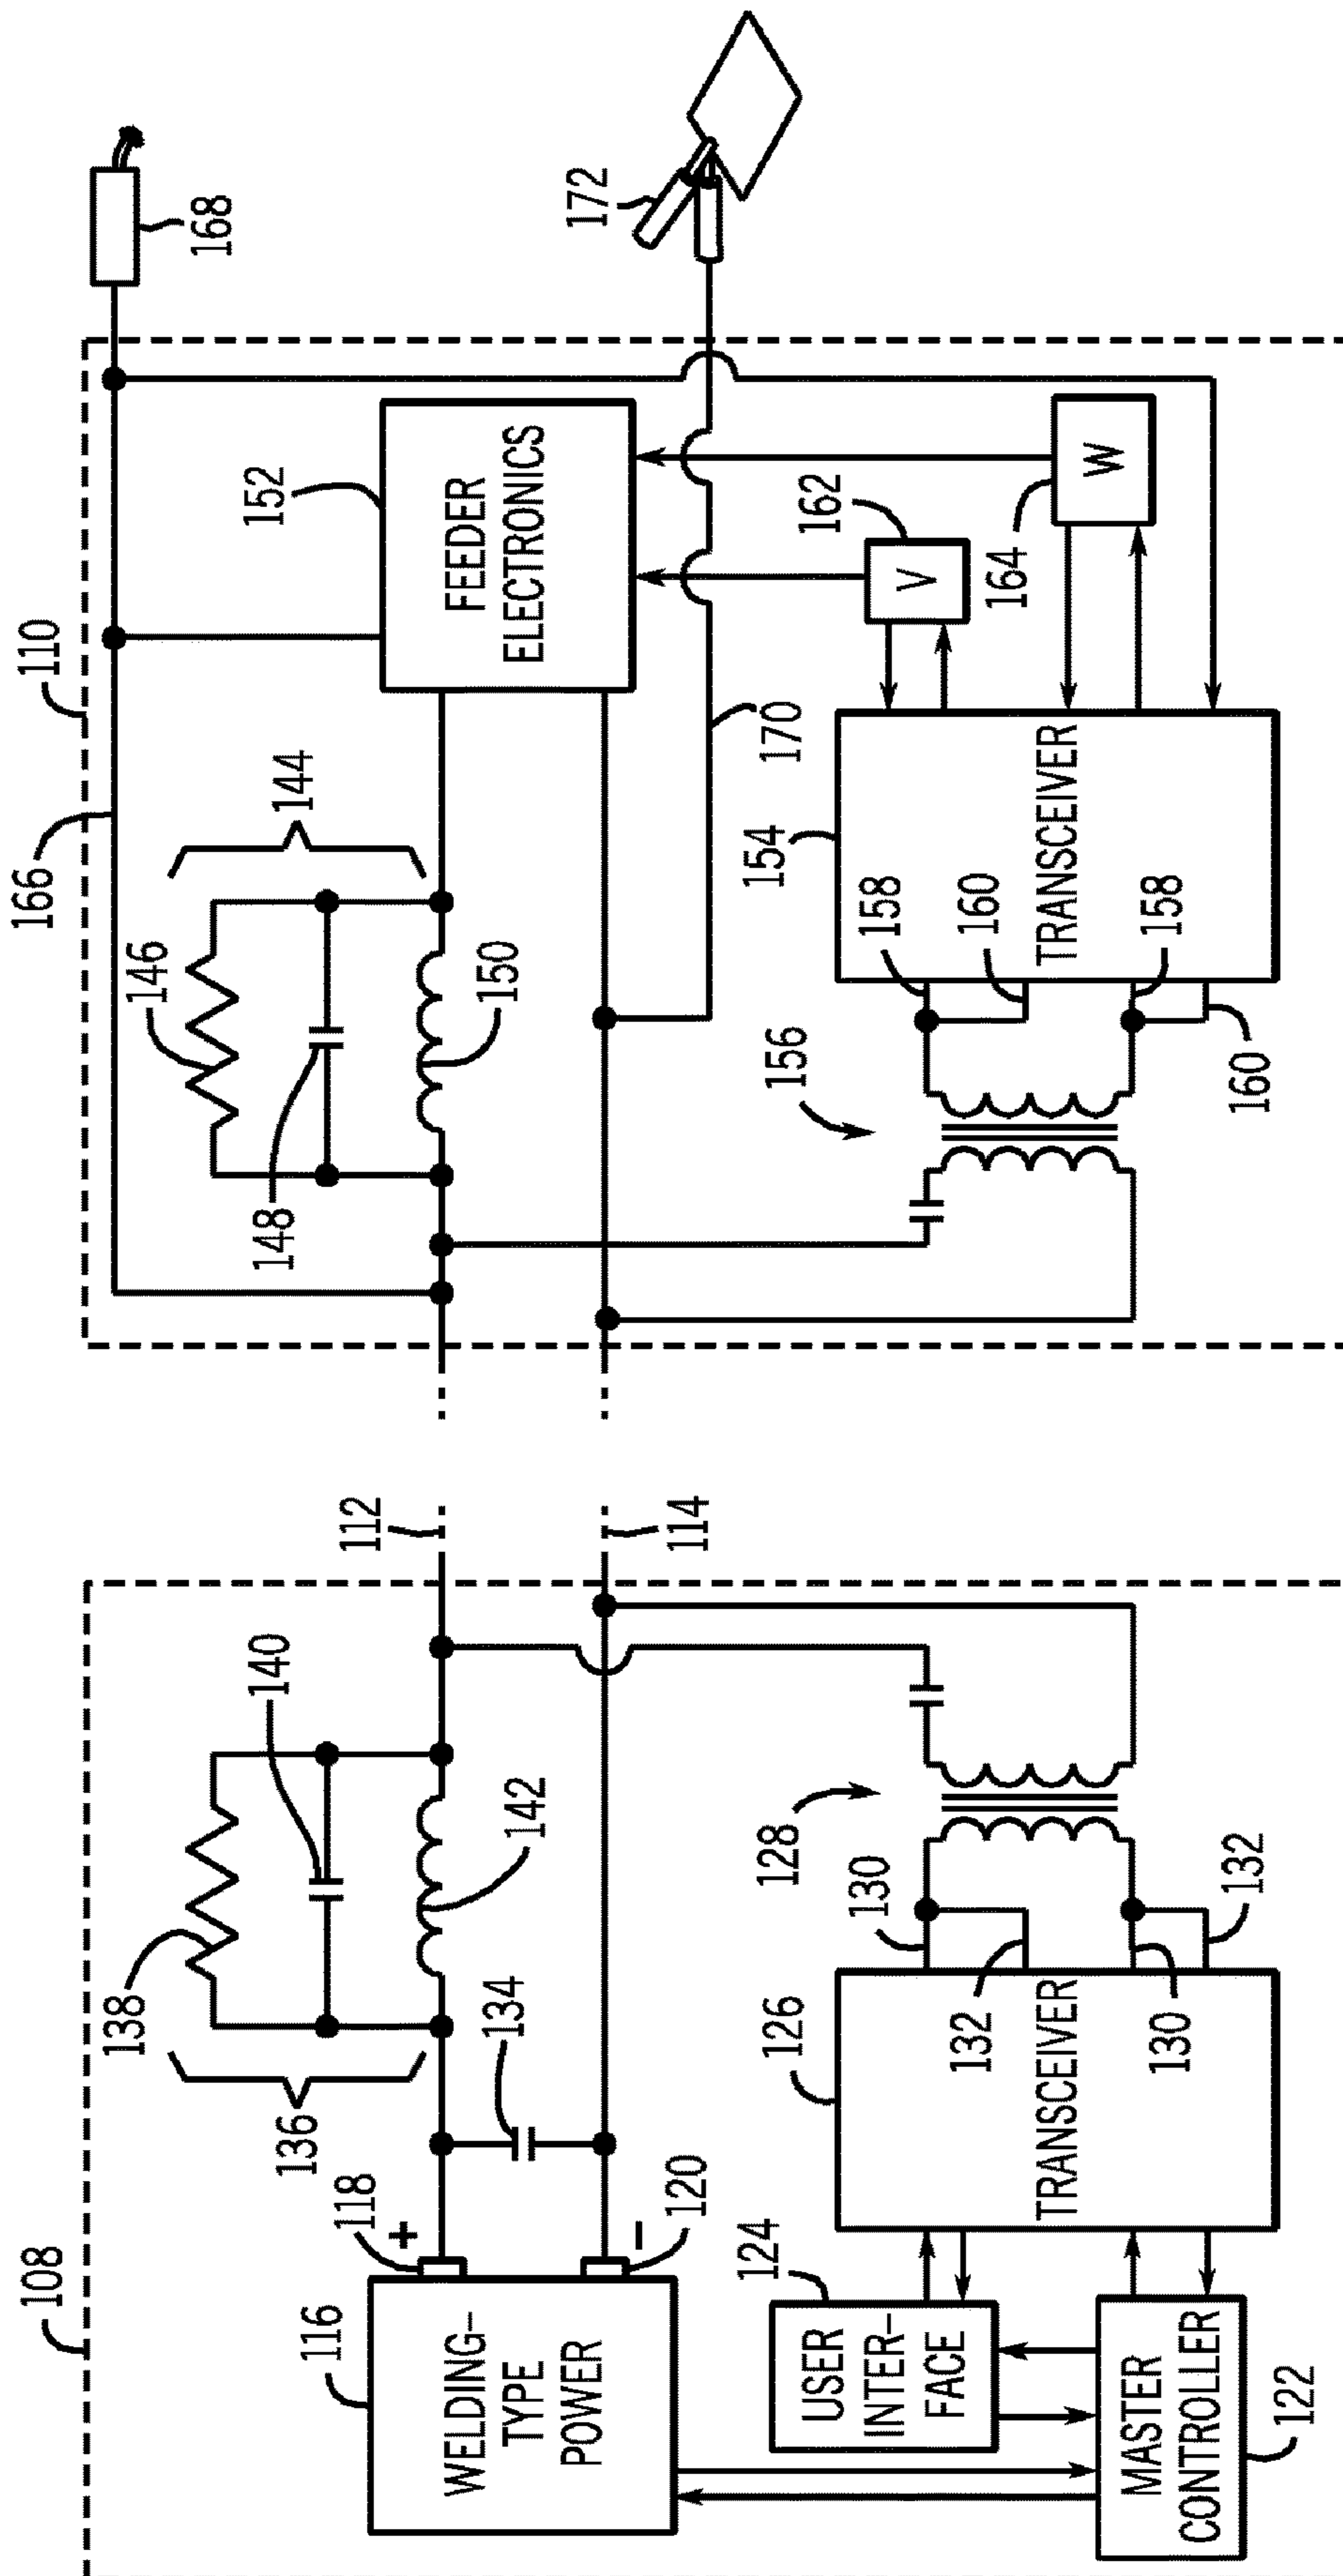 108
138
140
136
142
134
112
114
116
118
+
120
−
WELDING–
TYPE
POWER
124
USER
INTER–
FACE
MASTER
CONTROLLER
122
126
TRANSCEIVER
128
130
132
130
132
166
110
146
144
148
150
152
FEEDER
ELECTRONICS
168
172
170
156
154
158
160
TRANSCEIVER
158
160
162
V
164
W